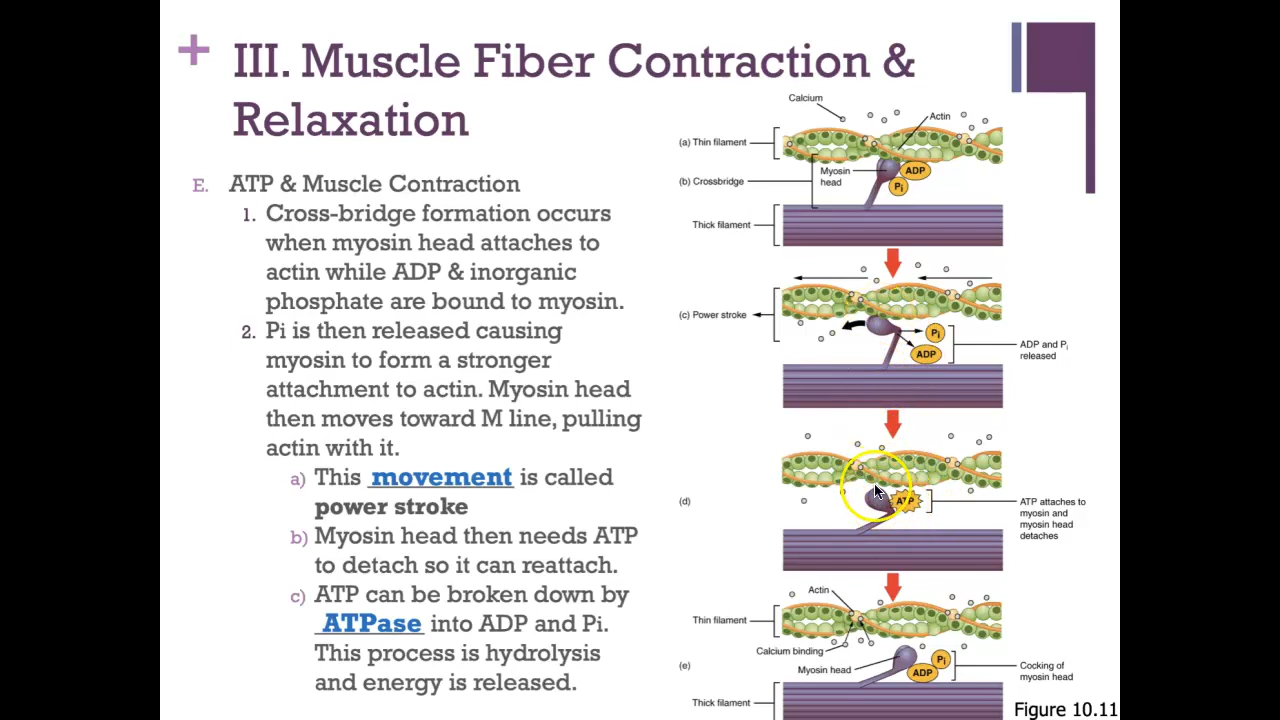 + III. Muscle Fiber Contraction &
Relaxation
E. ATP & Muscle Contraction
1. Cross-bridge formation occurs
when myosin head attaches to
actin while ADP & inorganic
phosphate are bound to myosin.
2. Pi is then released causing
myosin to form a stronger
attachment to actin. Myosin head
then moves toward M line, pulling
actin with it.
a) This movement is called
power stroke
b) Myosin head then needs ATP
to detach so it can reattach.
c) ATP can be broken down by
ATPase into ADP and Pi.
This process is hydrolysis
and energy is released.
Calcium
Actin
(a) Thin filament
Myosin
head
ADP
Pi
(b) Crossbridge
Thick filament
(c) Power stroke
Pi
ADP
ADP and Pi
released
(d)
ATP
ATP attaches to
myosin and
myosin head
detaches
Actin
Thin filament
Calcium binding
(e)
Myosin head
Pi
ADP
Cocking of
myosin head
Thick filament
Figure 10.11